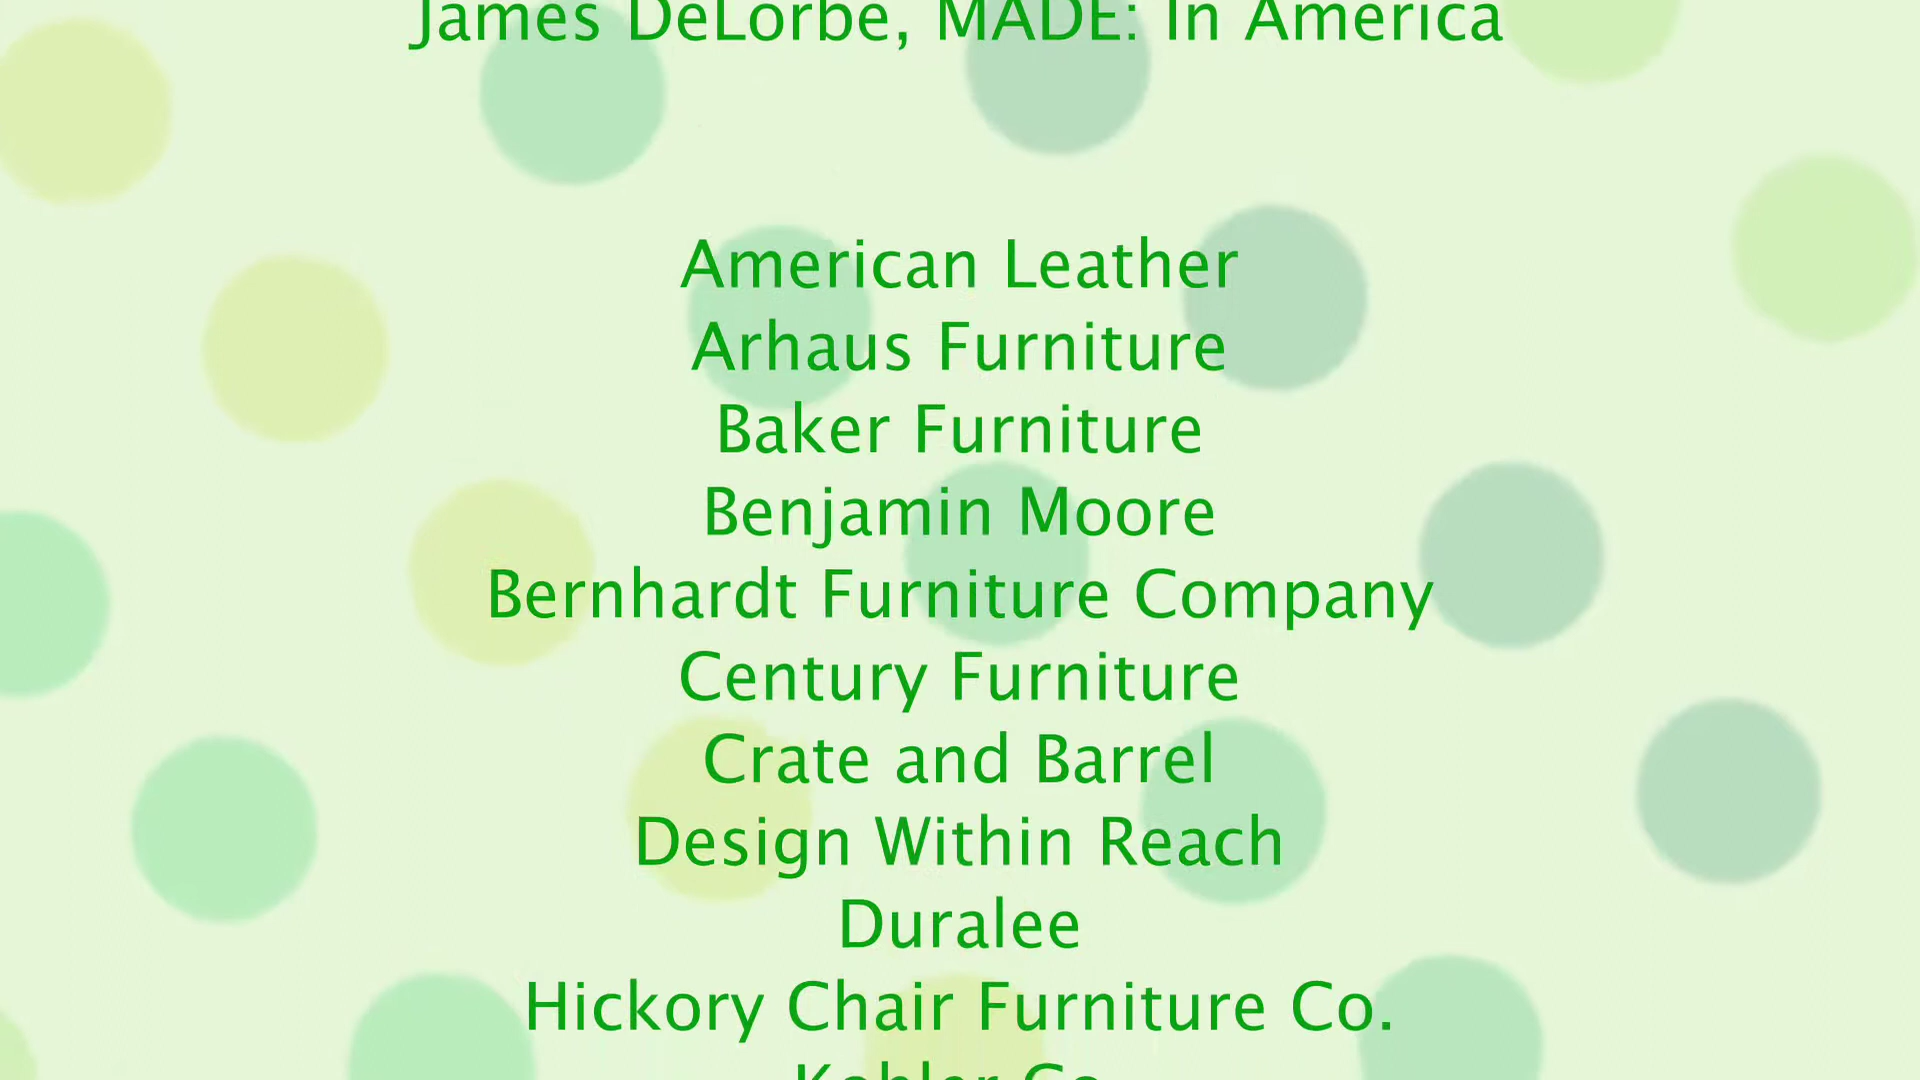 James DeLorbe, MADE: In America
American Leather
Arhaus Furniture
Baker Furniture
Benjamin Moore
Bernhardt Furniture Company
Century Furniture
Crate and Barrel
Design Within Reach
Duralee
Hickory Chair Furniture Co.
Kohler Co